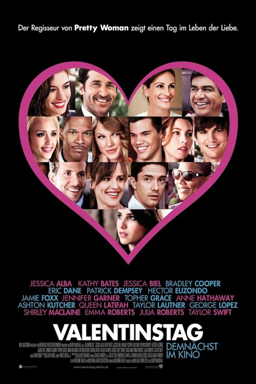 Der Regisseur von Pretty Woman zeigt einen Tag im Leben der Liebe.
JESSICA ALBA KATHY BATES JESSICA BIEL BRADLEY COOPER
ERIC DANE PATRICK DEMPSEY HECTOR ELIZONDO
JAMIE FOXX JENNIFER GARNER TOPHER GRACE ANNE HATHAWAY
ASHTON KUTCHER QUEEN LATIFAH TAYLOR LAUTNER GEORGE LOPEZ
SHIRLEY MACLAINE EMMA ROBERTS JULIA ROBERTS TAYLOR SWIFT
VALENTINSTAG
DEMNÄCHST
IM KINO